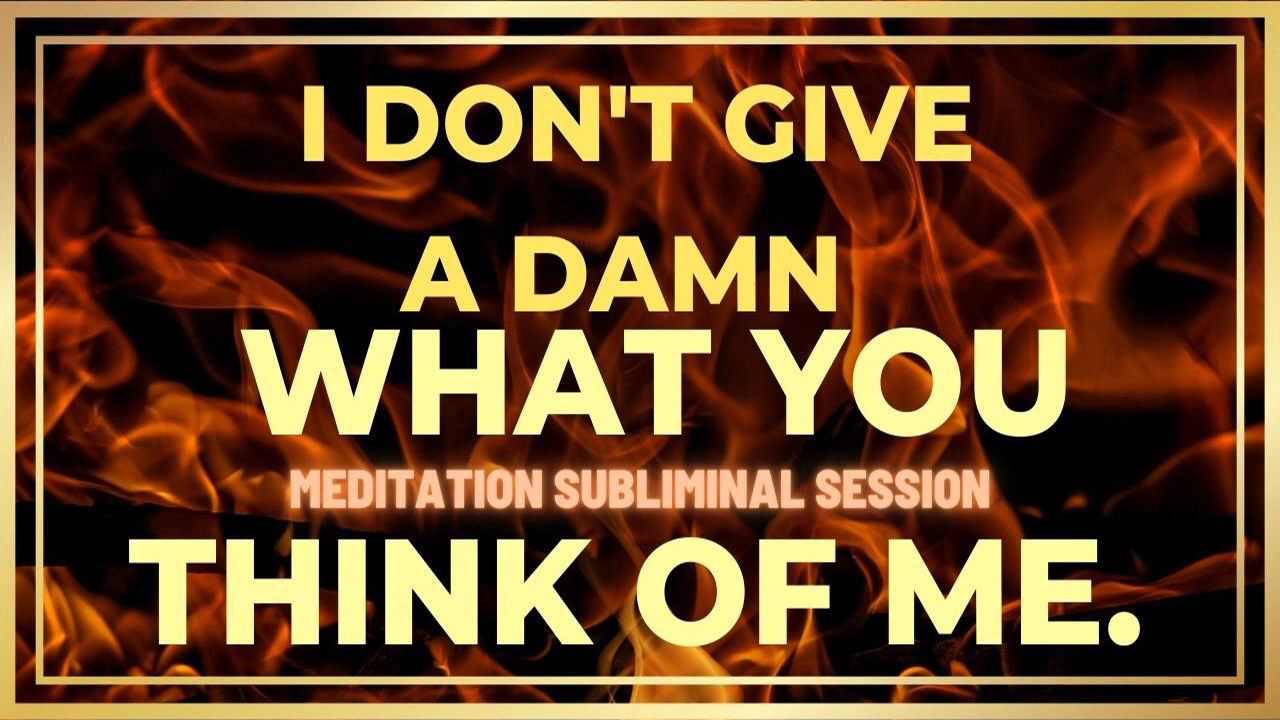 I DON'T GIVE
A DAMN
WHAT YOU
MEDITATION SUBLIMINAL SESSION
THINK OF ME.